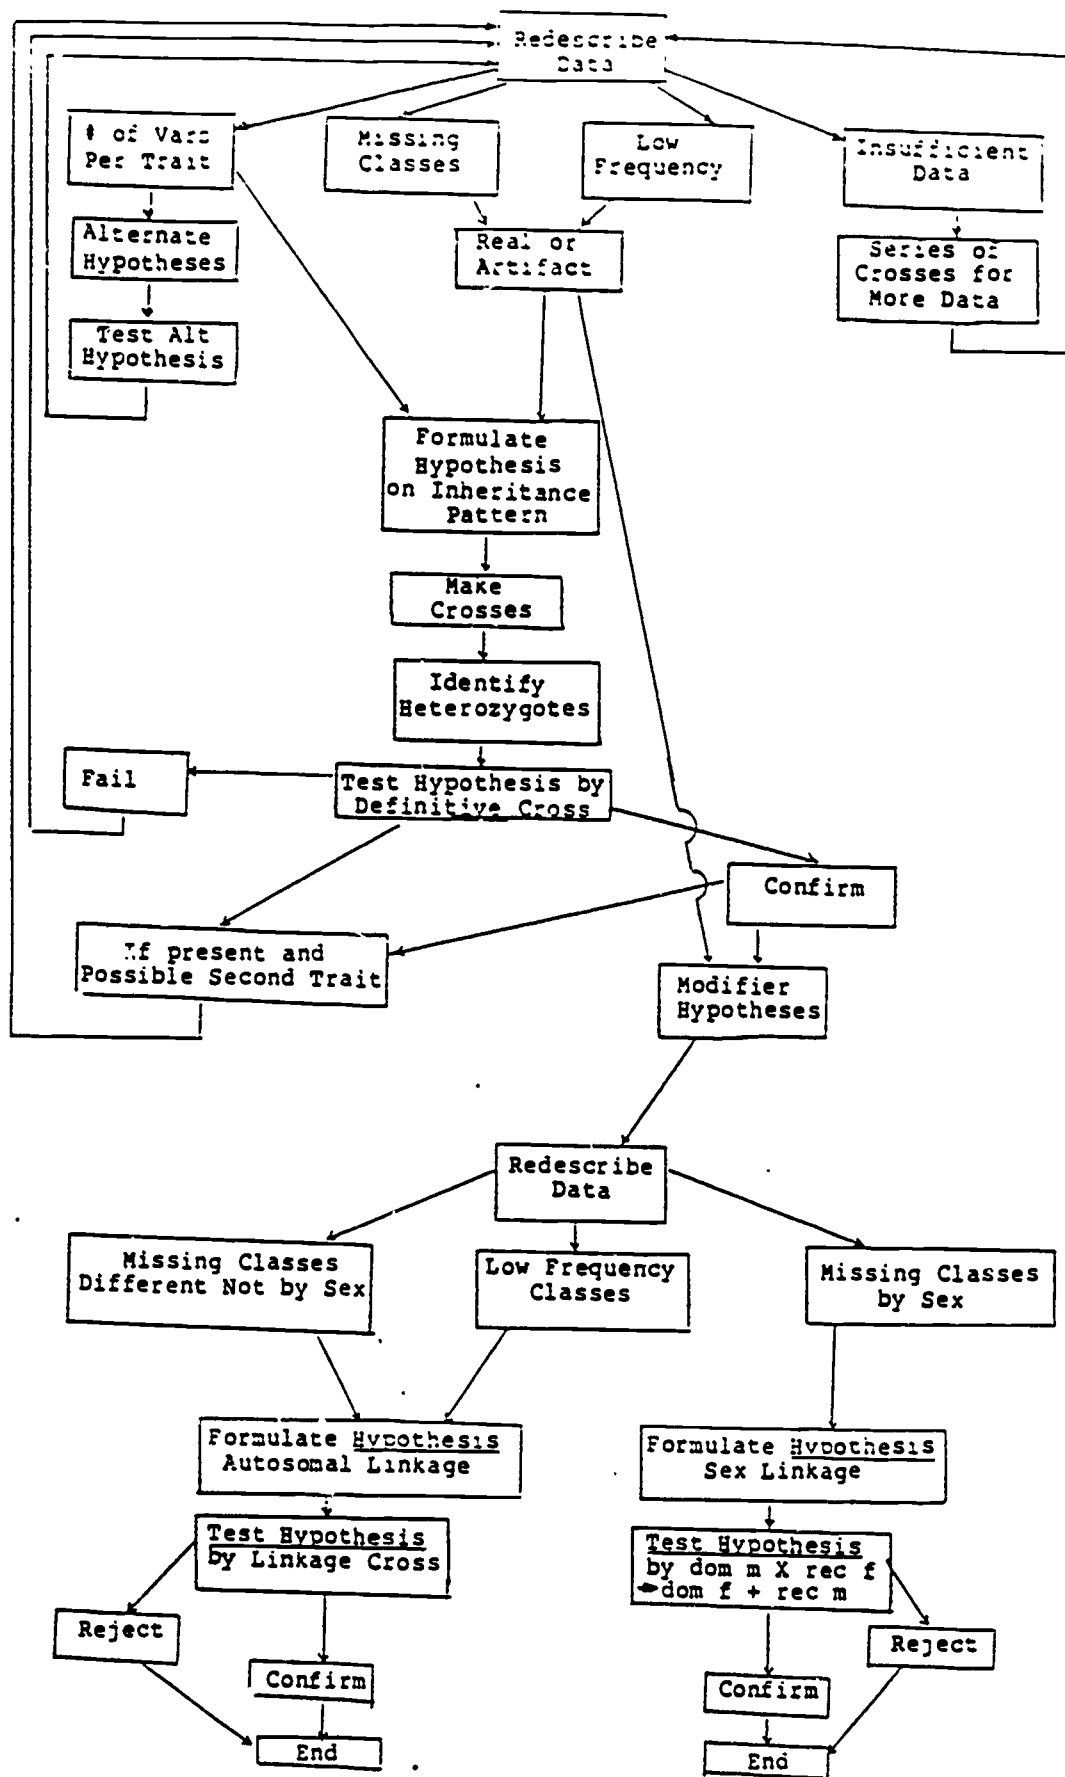 Redescribe
Data
# of Vars
Per Trait
Missing
Classes
Low
Frequency
Insufficient
Data
Alternate
Hypotheses
Real or
Artifact
Series of
Crosses for
More Data
Test Alt
Hypothesis
Formulate
Hypothesis
on Inheritance
Pattern
Make
Crosses
Identify
Heterozygotes
Fail
Test Hypothesis by
Definitive Cross
Confirm
If present and
Possible Second Trait
Modifier
Hypotheses
Redescribe
Data
Missing Classes
Different Not by Sex
Low Frequency
Classes
Missing Classes
by Sex
Formulate Hypothesis
Autosomal Linkage
Formulate Hypothesis
Sex Linkage
Test Hypothesis
by Linkage Cross
Test Hypothesis
by dom m X rec f
→dom f + rec m
Reject
Reject
Confirm
Confirm
End
End